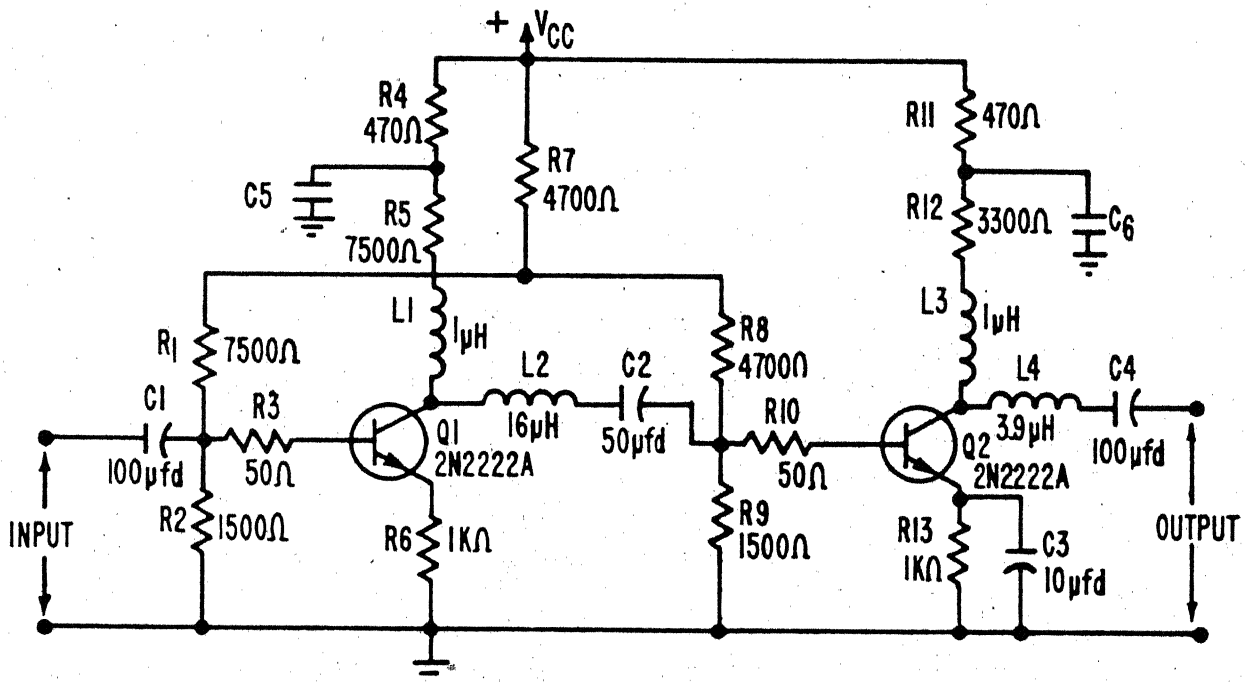 + VCC
R4
470Ω
R11
470Ω
R7
4700Ω
C5
R5
7500Ω
R12
3300Ω
C6
L1
1µH
L3
1µH
R1
7500Ω
R8
4700Ω
L2
16µH
C2
50µfd
L4
3.9µH
C4
100µfd
C1
100µfd
R3
50Ω
Q1
2N2222A
R10
50Ω
Q2
2N2222A
INPUT
R2
1500Ω
R6
1KΩ
R9
1500Ω
R13
1KΩ
C3
10µfd
OUTPUT